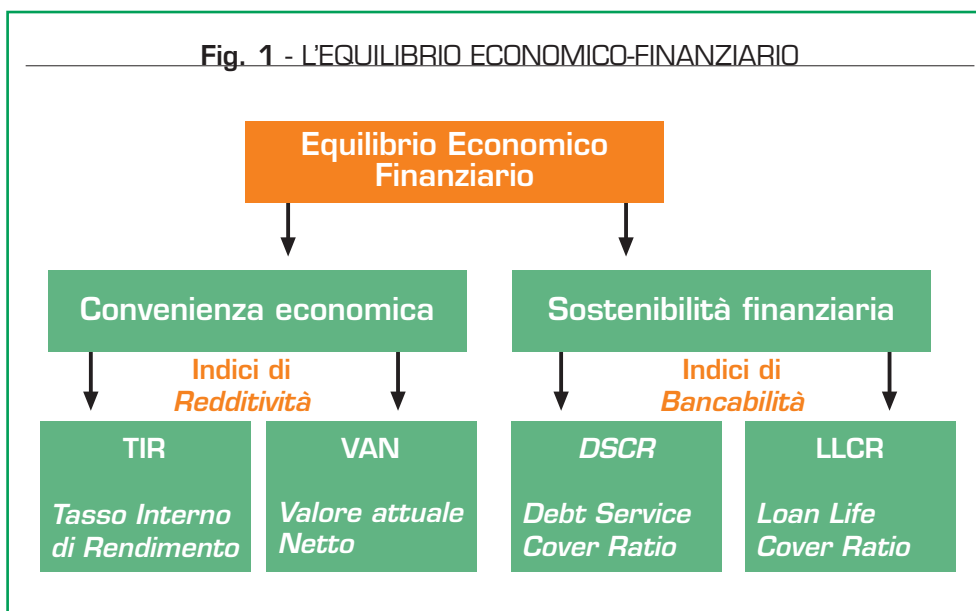 Fig. 1 - L'EQUILIBRIO ECONOMICO-FINANZIARIO
Equilibrio Economico
Finanziario
Convenienza economica
Sostenibilità finanziaria
Indici di
Redditività
Indici di
Bancabilità
TIR
Tasso Interno
di Rendimento
VAN
Valore attuale
Netto
DSCR
Debt Service
Cover Ratio
LLCR
Loan Life
Cover Ratio